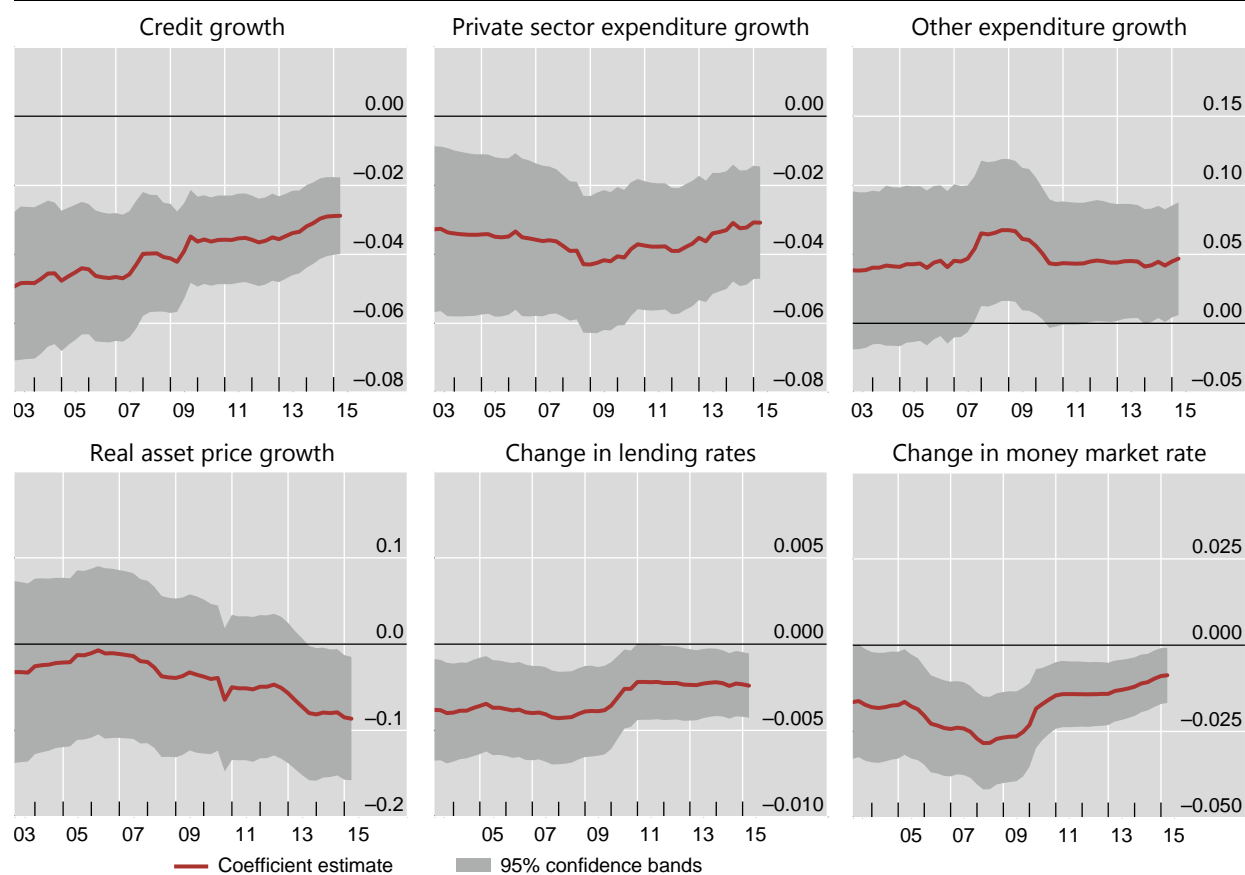 Credit growth
Private sector expenditure growth
Other expenditure growth
0.00
–0.02
–0.04
–0.06
–0.08
03 05 07 09 11 13 15
0.00
–0.02
–0.04
–0.06
–0.08
03 05 07 09 11 13 15
0.15
0.10
0.05
0.00
–0.05
03 05 07 09 11 13 15
Real asset price growth
Change in lending rates
Change in money market rate
0.1
0.0
–0.1
–0.2
03 05 07 09 11 13 15
0.005
0.000
–0.005
–0.010
05 07 09 11 13 15
0.025
0.000
–0.025
–0.050
05 07 09 11 13 15
Coefficient estimate
95% confidence bands